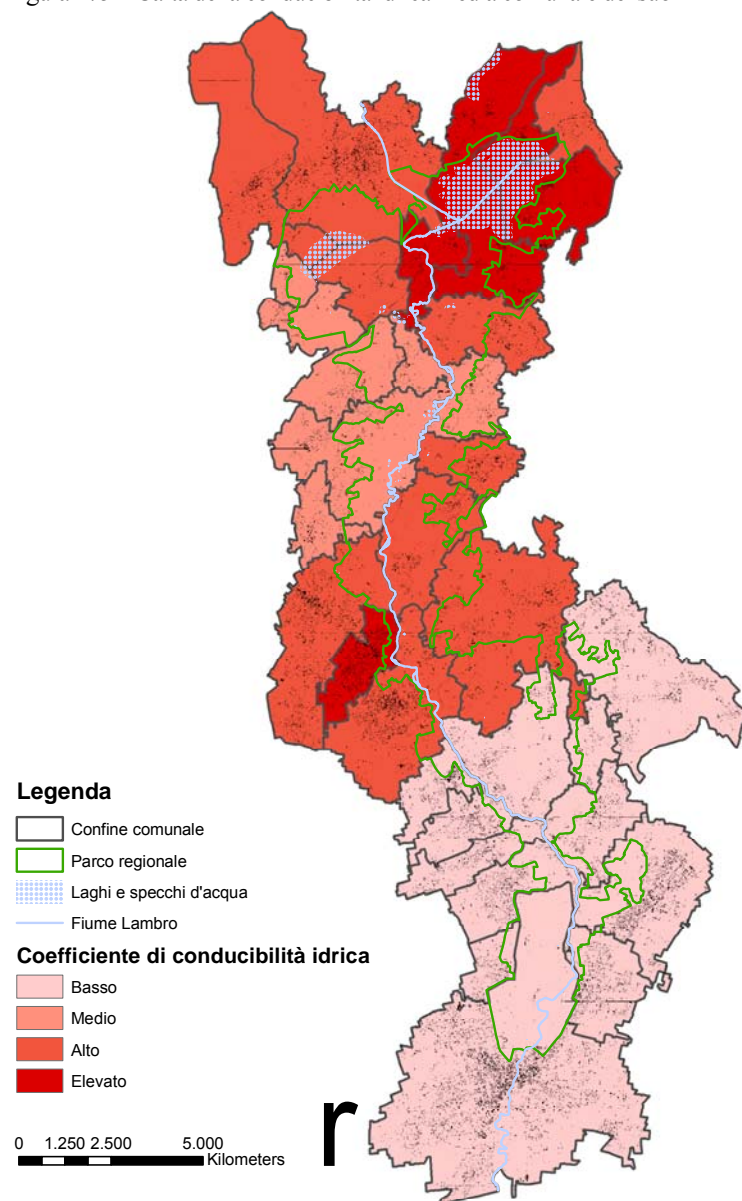 Legenda
Confine comunale
Parco regionale
Laghi e specchi d'acqua
Fiume Lambro
Coefficiente di conducibilità idrica
Basso
Medio
Alto
Elevato
r
0 1.250 2.500 5.000
Kilometers